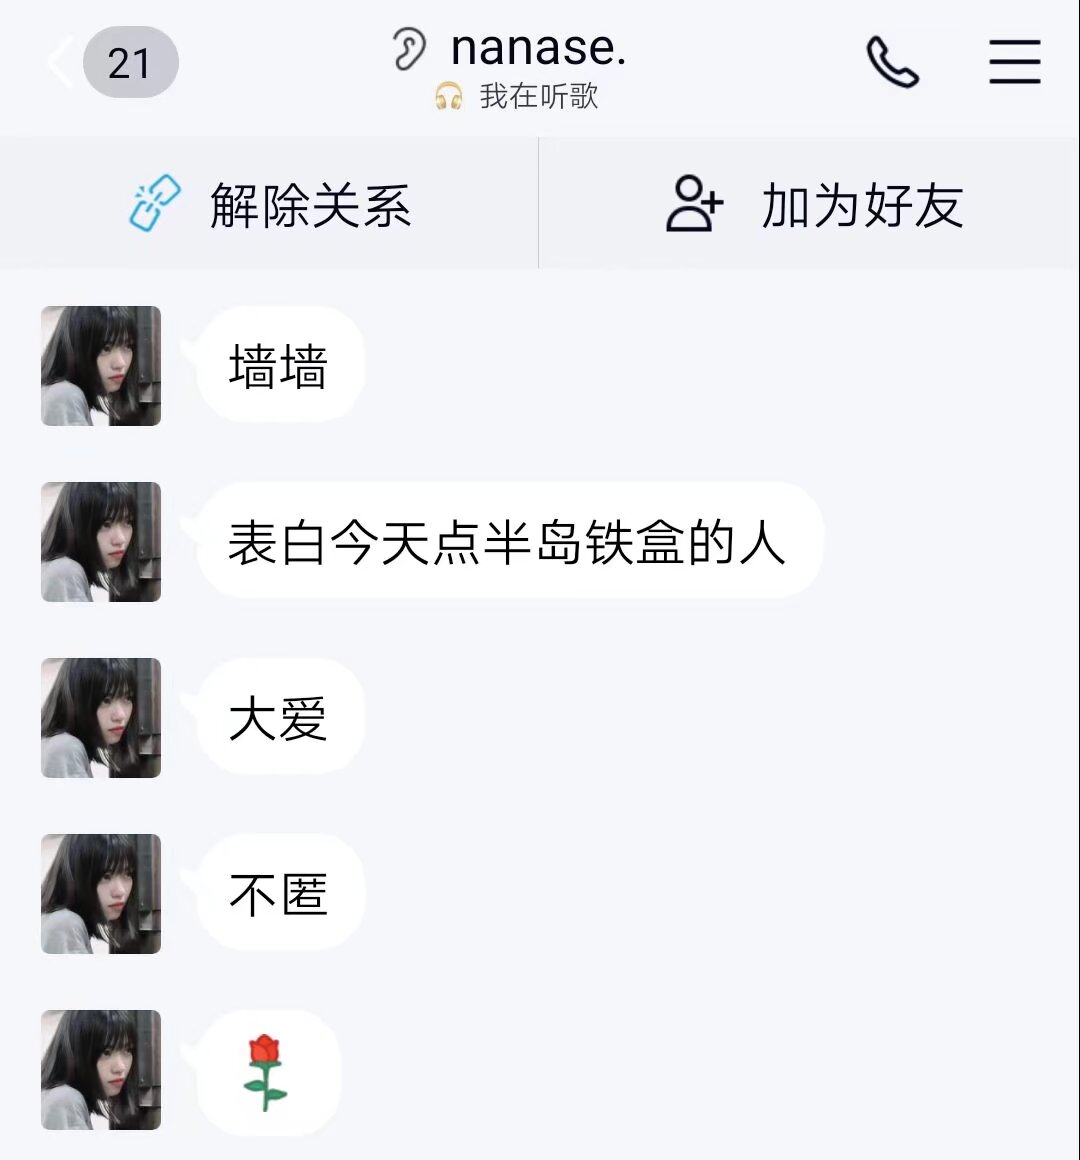 21
nanase.
我在听歌
解除关系
加为好友
墙墙
表白今天点半岛铁盒的人
大爱
不匿